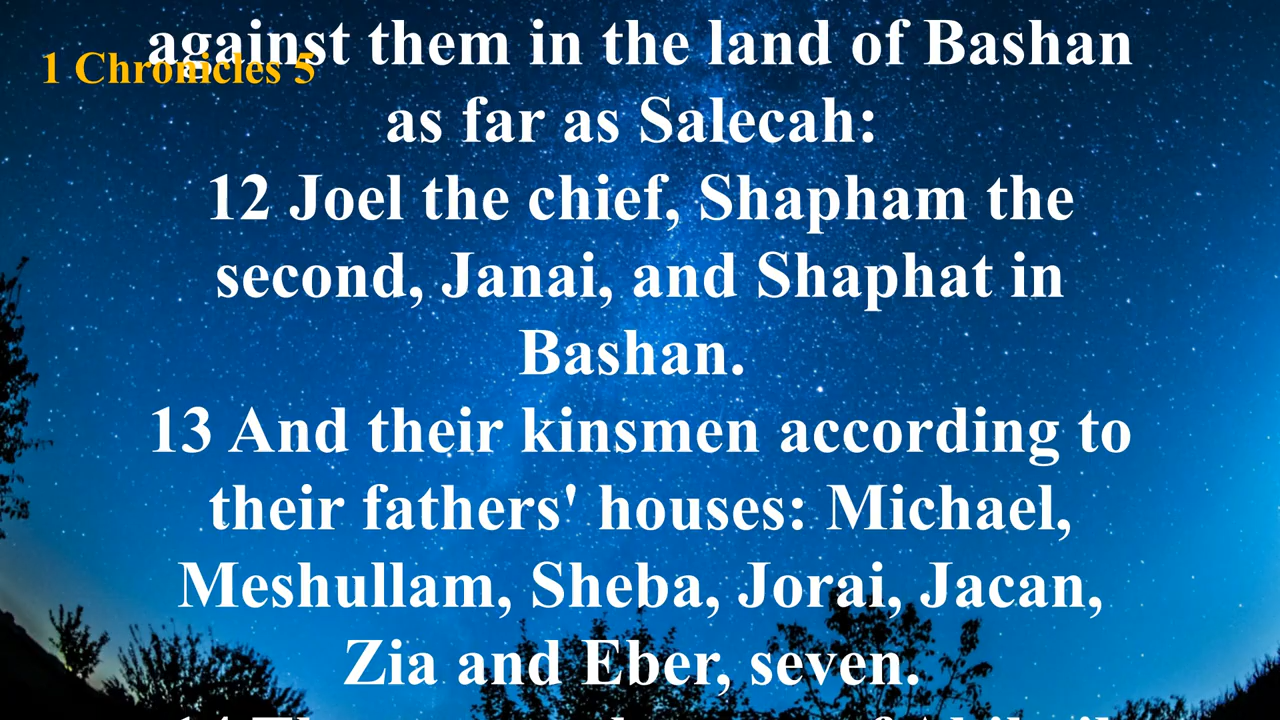 against them in the land of Bashan
1 Chronicles 5
as far as Salecah:
12 Joel the chief, Shapham the
second, Janai, and Shaphat in
Bashan.
13 And their kinsmen according to
their fathers' houses: Michael,
Meshullam, Sheba, Jorai, Jacan,
Zia and Eber, seven.